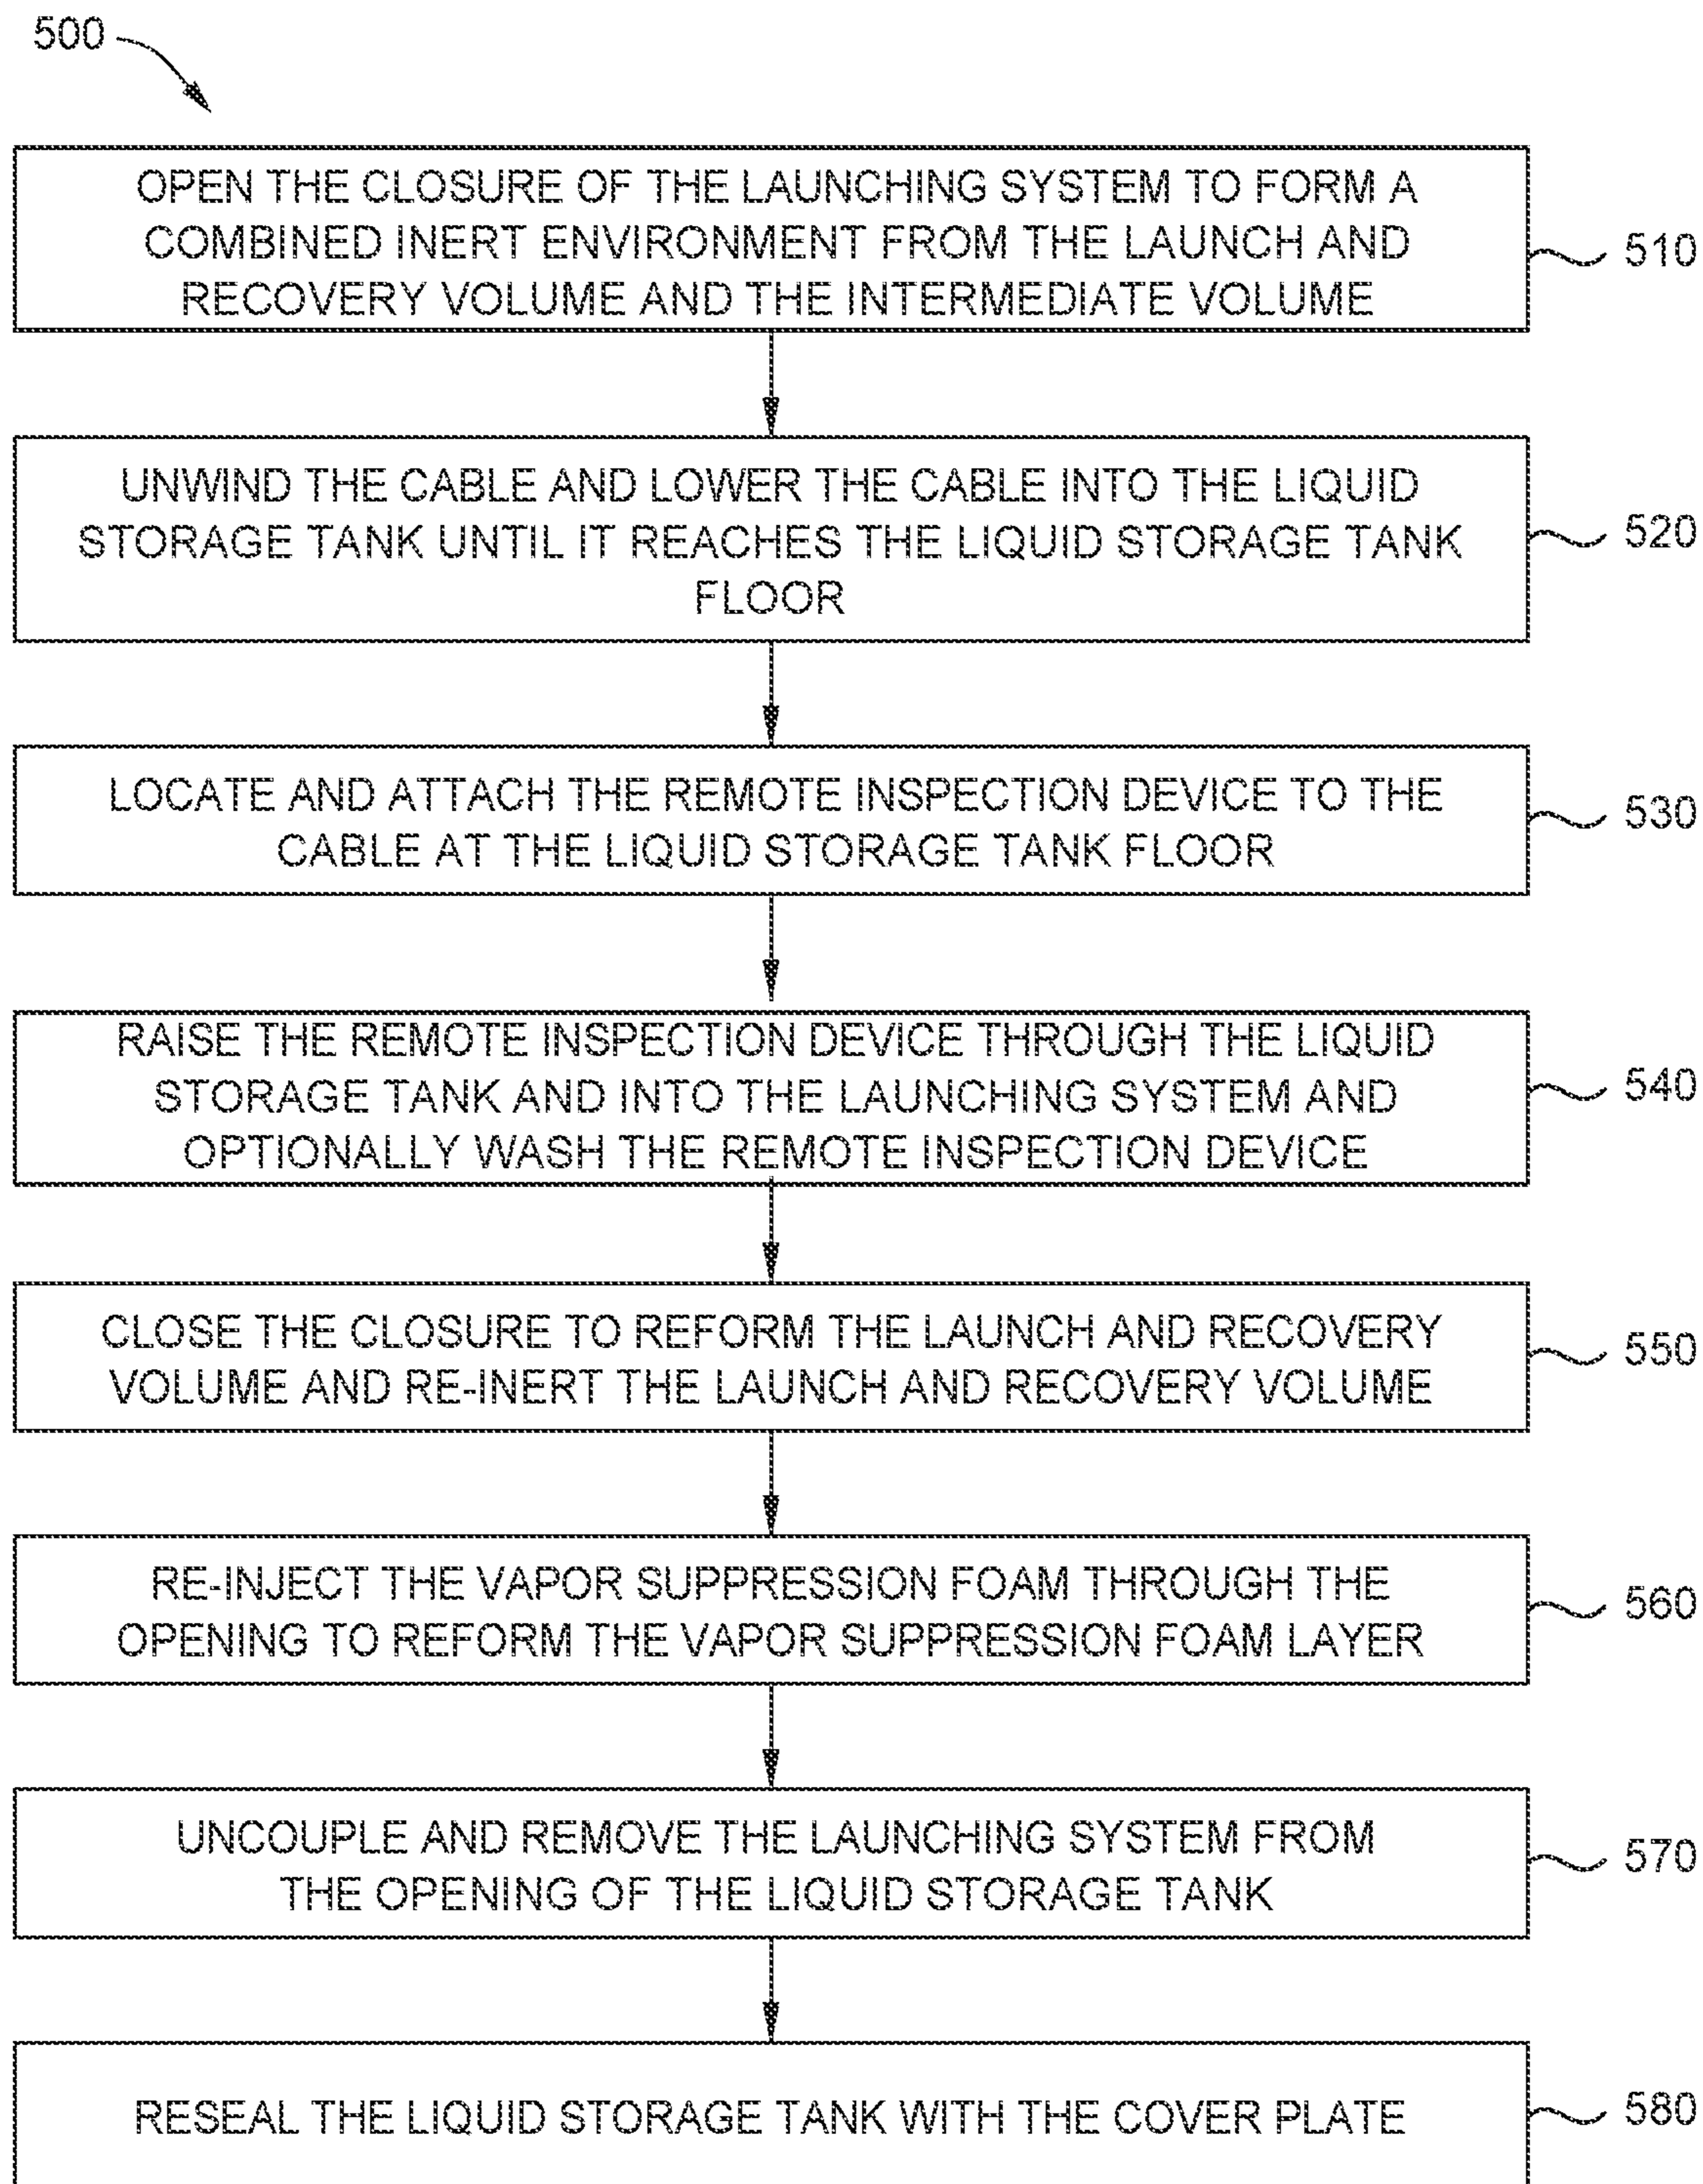 500
OPEN THE CLOSURE OF THE LAUNCHING SYSTEM TO FORM A
COMBINED INERT ENVIRONMENT FROM THE LAUNCH AND
RECOVERY VOLUME AND THE INTERMEDIATE VOLUME
510
UNWIND THE CABLE AND LOWER THE CABLE INTO THE LIQUID
STORAGE TANK UNTIL IT REACHES THE LIQUID STORAGE TANK
FLOOR
520
LOCATE AND ATTACH THE REMOTE INSPECTION DEVICE TO THE
CABLE AT THE LIQUID STORAGE TANK FLOOR
530
RAISE THE REMOTE INSPECTION DEVICE THROUGH THE LIQUID
STORAGE TANK AND INTO THE LAUNCHING SYSTEM AND
OPTIONALLY WASH THE REMOTE INSPECTION DEVICE
540
CLOSE THE CLOSURE TO REFORM THE LAUNCH AND RECOVERY
VOLUME AND RE-INERT THE LAUNCH AND RECOVERY VOLUME
550
RE-INJECT THE VAPOR SUPPRESSION FOAM THROUGH THE
OPENING TO REFORM THE VAPOR SUPPRESSION FOAM LAYER
560
UNCOUPLE AND REMOVE THE LAUNCHING SYSTEM FROM
THE OPENING OF THE LIQUID STORAGE TANK
570
RESEAL THE LIQUID STORAGE TANK WITH THE COVER PLATE
580